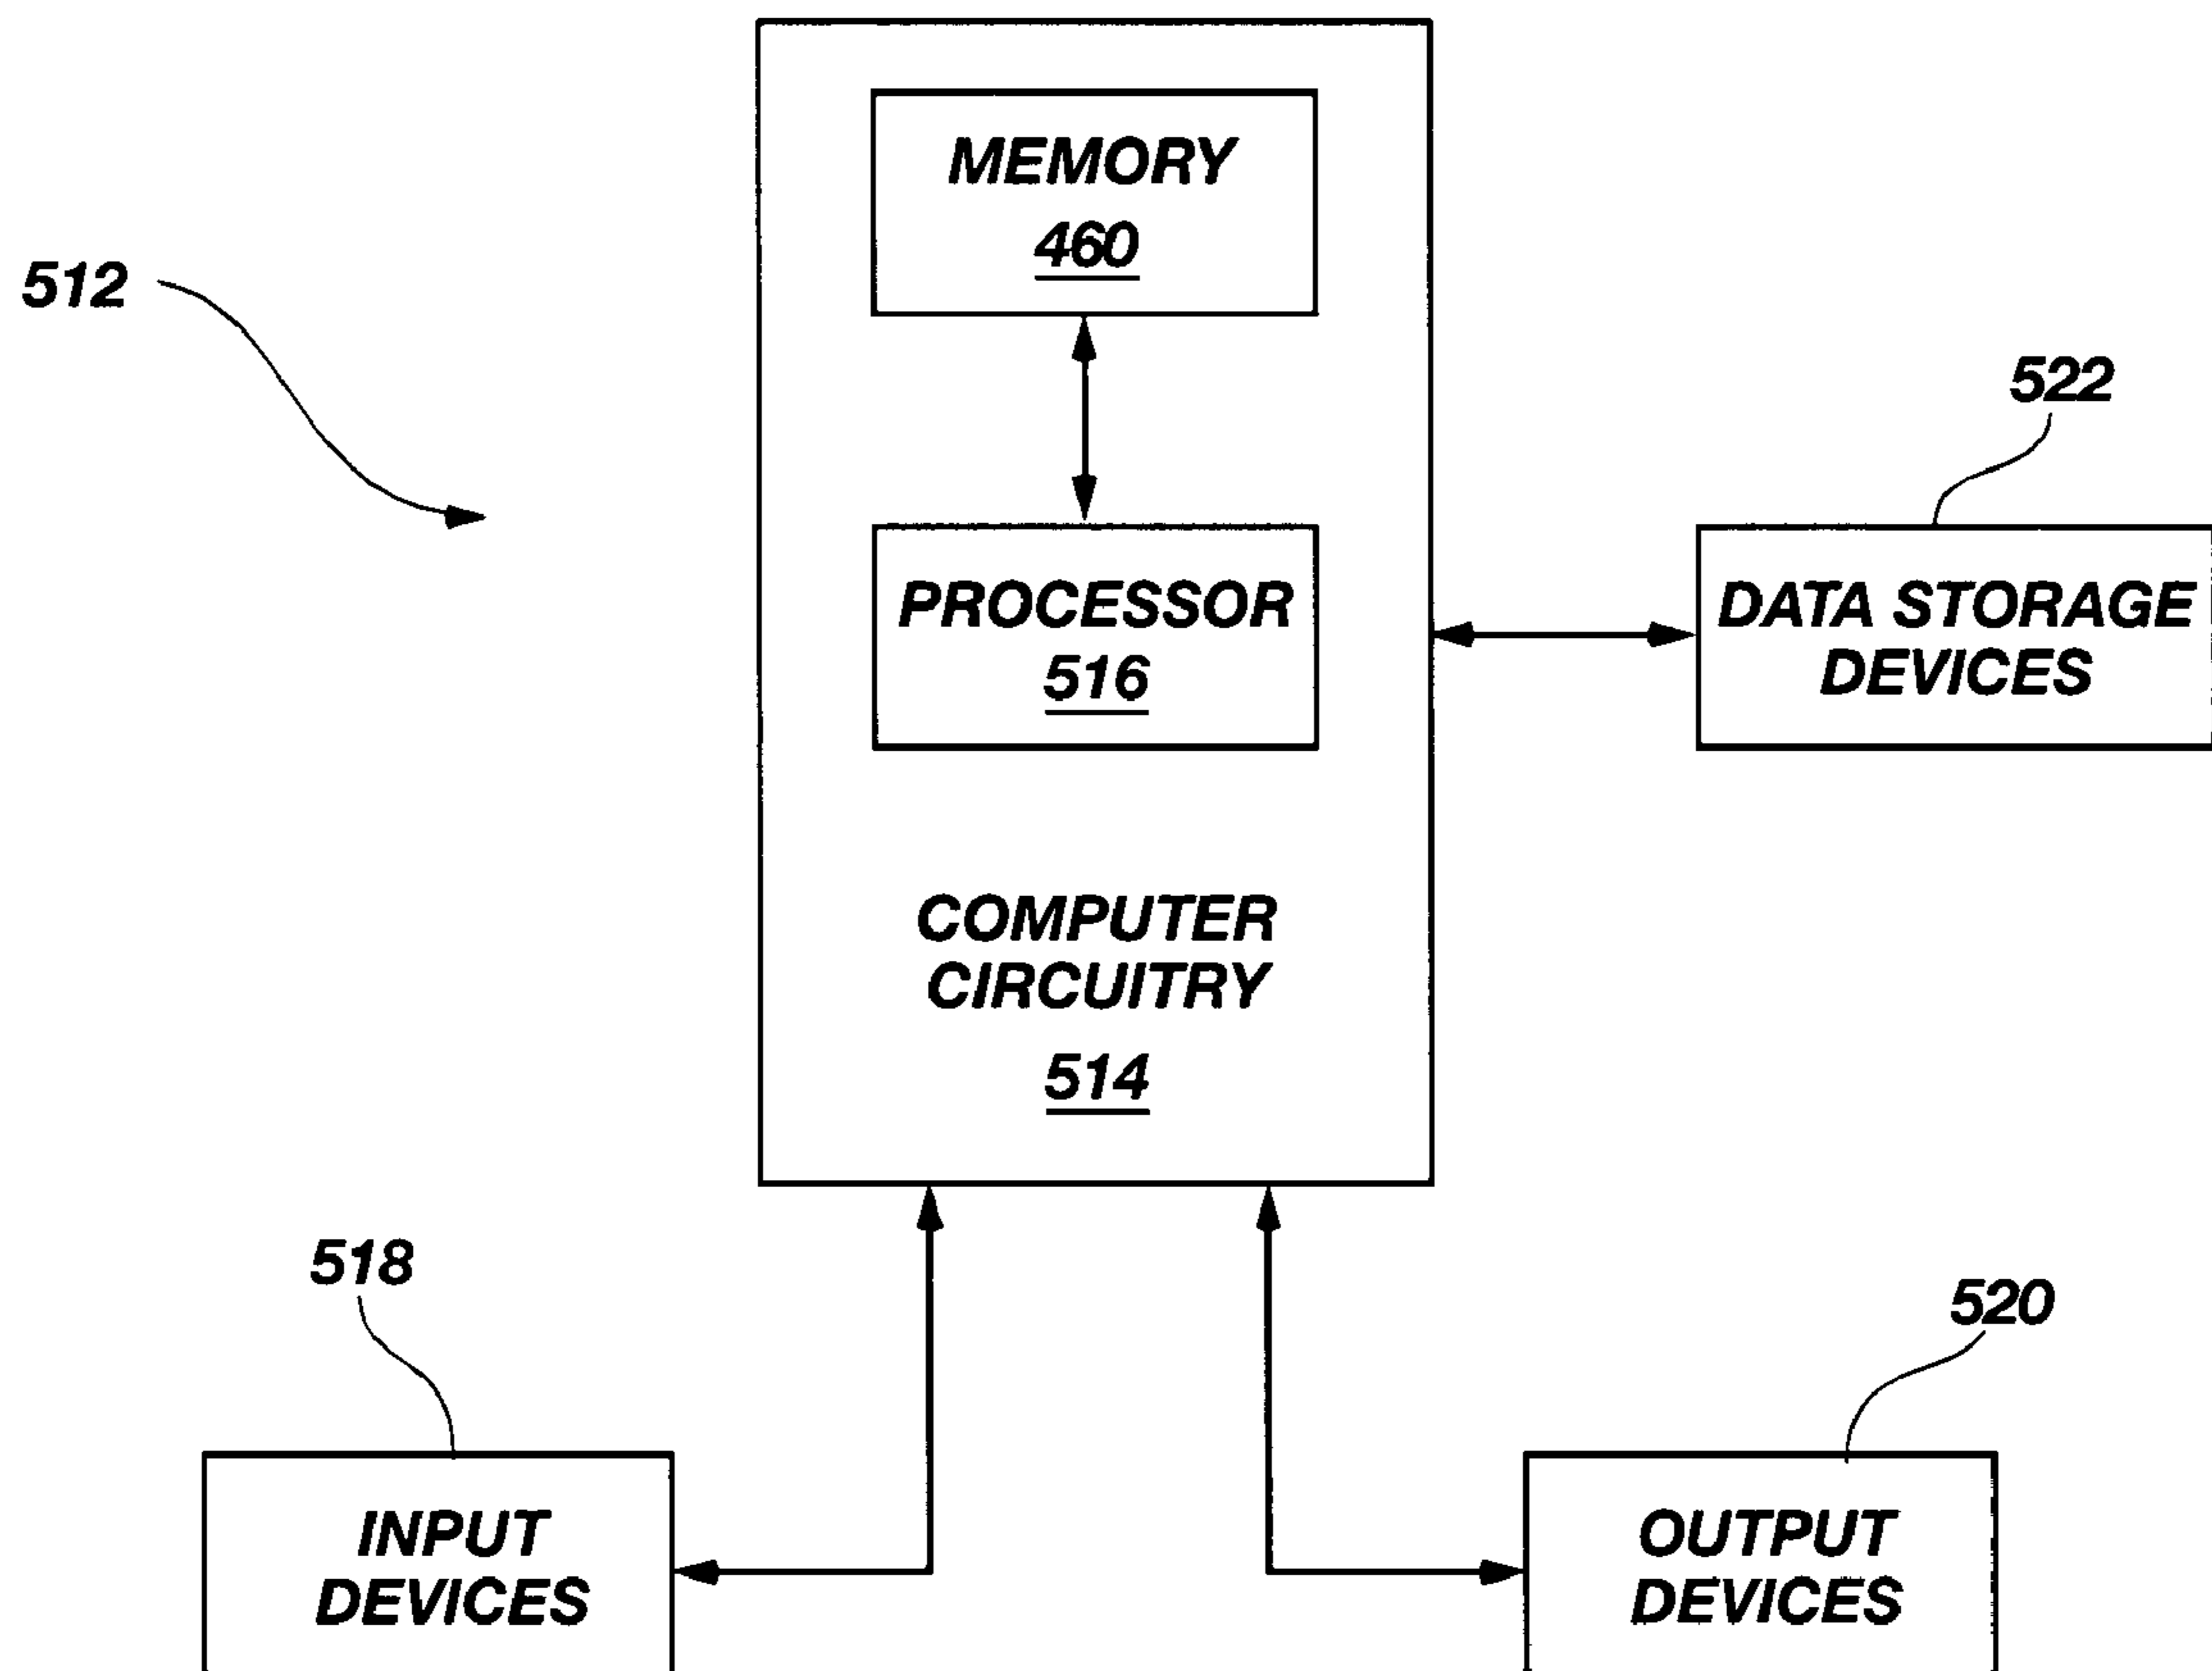 MEMORY
460
512
522
PROCESSOR
516
DATA STORAGE
DEVICES
COMPUTER
CIRCUITRY
514
518
520
INPUT
DEVICES
OUTPUT
DEVICES